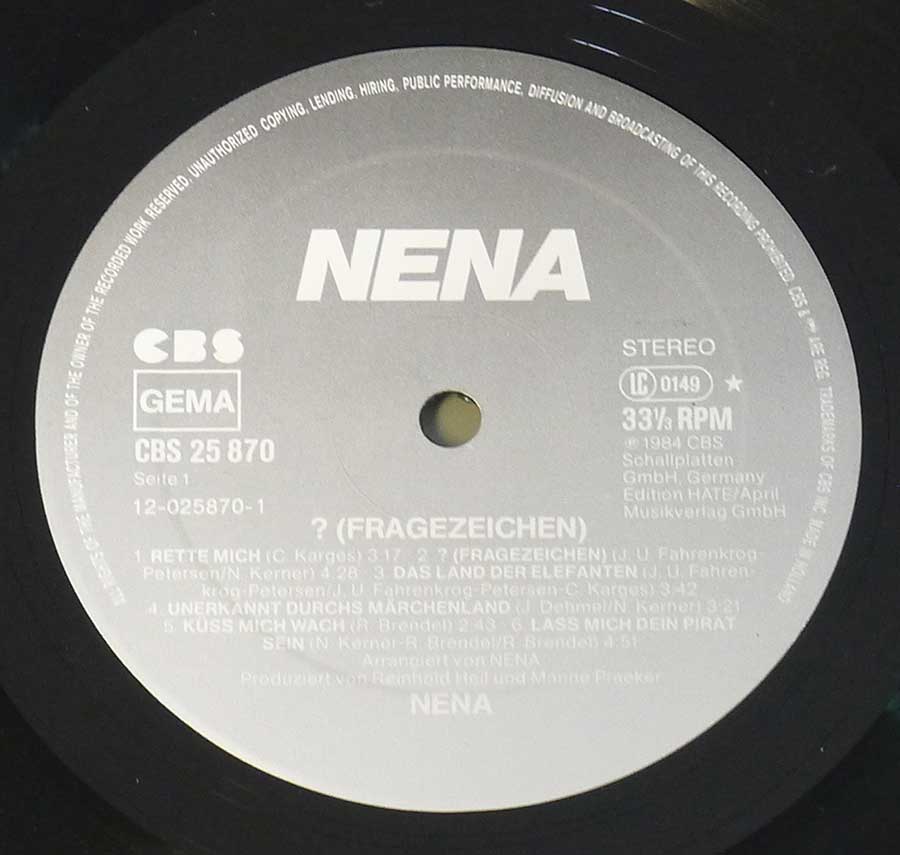 ALL RIGHTS OF THE MANUFACTURER AND OF THE OWNER OF THE RECORDED WORK RESERVED. UNAUTHORIZED COPYING, LENDING, HIRING, PUBLIC PERFORMANCE, DIFFUSION AND BROADCASTING OF THIS RECORDING PROHIBITED. CBS & ARE REG. TRADEMARKS OF CBS INC. MADE IN HOLLAND
NENA
CBS
GEMA
CBS 25 870
Seite 1
12-025870-1
STEREO
LC 0149 ★
33⅓ RPM
℗ 1984 CBS
Schallplatten
GmbH, Germany
Edition HATE/April
Musikverlag GmbH
? (FRAGEZEICHEN)
1. RETTE MICH (C. Karges) 3:17 · 2. ? (FRAGEZEICHEN) (J. U. Fahrenkrog-
Petersen/N. Kerner) 4:28 · 3. DAS LAND DER ELEFANTEN (J. U. Fahren-
krog-Petersen/J. U. Fahrenkrog-Petersen-C. Karges) 3:42
4. UNERKANNT DURCHS MÄRCHENLAND (J. Dehmel/N. Kerner) 3:21
5. KÜSS MICH WACH (R. Brendel) 2:43 · 6. LASS MICH DEIN PIRAT
SEIN (N. Kerner-R. Brendel/R. Brendel) 4:51
Arrangiert von NENA
Produziert von Reinhold Heil und Manne Praeker
NENA